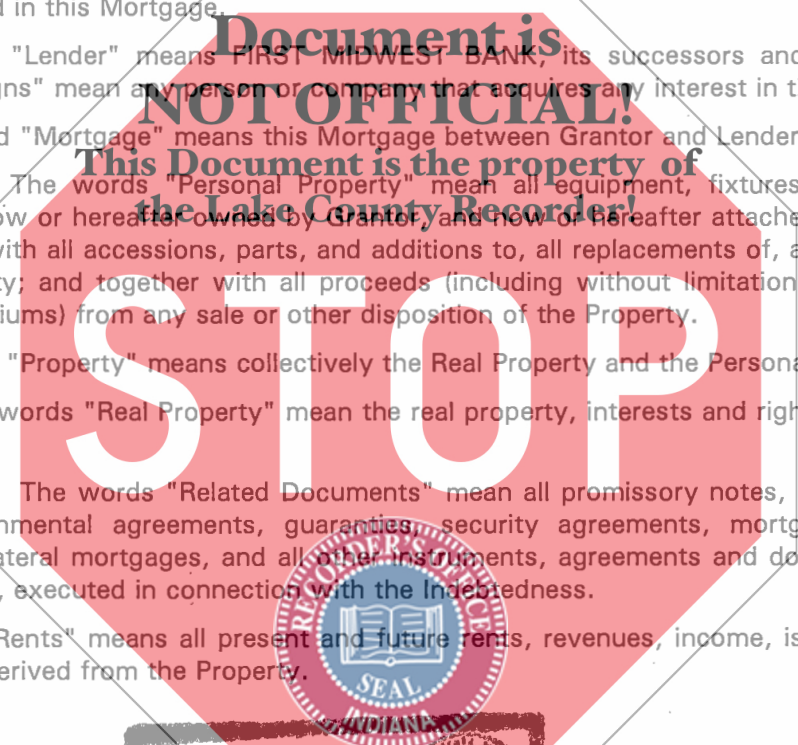 d in this Mortgage.
Document is
"Lender" means FIRST MIDWEST BANK, its successors and
NOT OFFICIAL!
gns" mean any person or company that acquires any interest in t
d "Mortgage" means this Mortgage between Grantor and Lender
This Document is the property of
The words "Personal Property" mean all equipment, fixtures
the Lake County Recorder!
ow or hereafter owned by Grantor, and now or hereafter attache
vith all accessions, parts, and additions to, all replacements of, a
ty; and together with all proceeds (including without limitation
iums) from any sale or other disposition of the Property.
STOP
"Property" means collectively the Real Property and the Persona
words "Real Property" mean the real property, interests and righ
The words "Related Documents" mean all promissory notes,
nmental agreements, guaranties, security agreements, mortg
ateral mortgages, and all other instruments, agreements and do
, executed in connection with the Indebtedness.
Rents" means all present and future rents, revenues, income, is
erived from the Property.
RECORDER'S OFFICE
SEAL
INDIANA